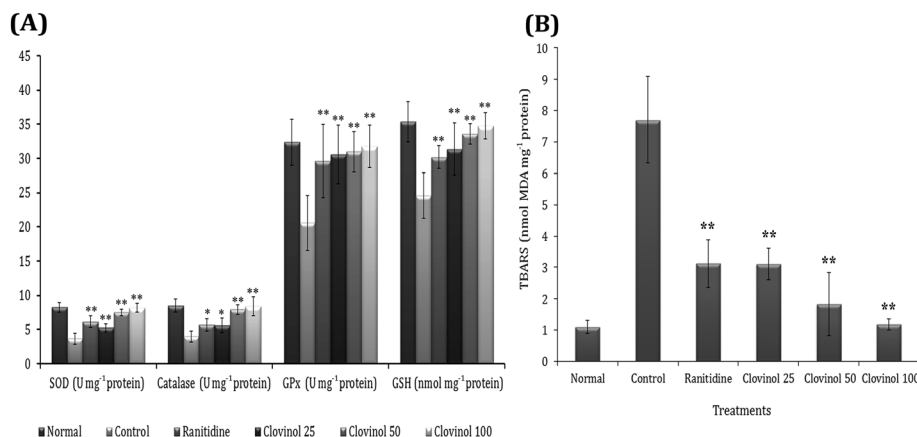 (A)
45
40
35
30
25
20
15
10
5
0
** ** ** **
* * ** **
** ** ** **
** ** ** **
SOD (U mg⁻¹ protein) Catalase (U mg⁻¹ protein) GPx (U mg⁻¹ protein) GSH (nmol mg⁻¹ protein)
Normal Control Ranitidine Clovinol 25 Clovinol 50 Clovinol 100
(B)
TBARS (nmol MDA mg⁻¹ protein)
10
9
8
7
6
5
4
3
2
1
0
** ** ** **
Normal Control Ranitidine Clovinol 25 Clovinol 50 Clovinol 100
Treatments